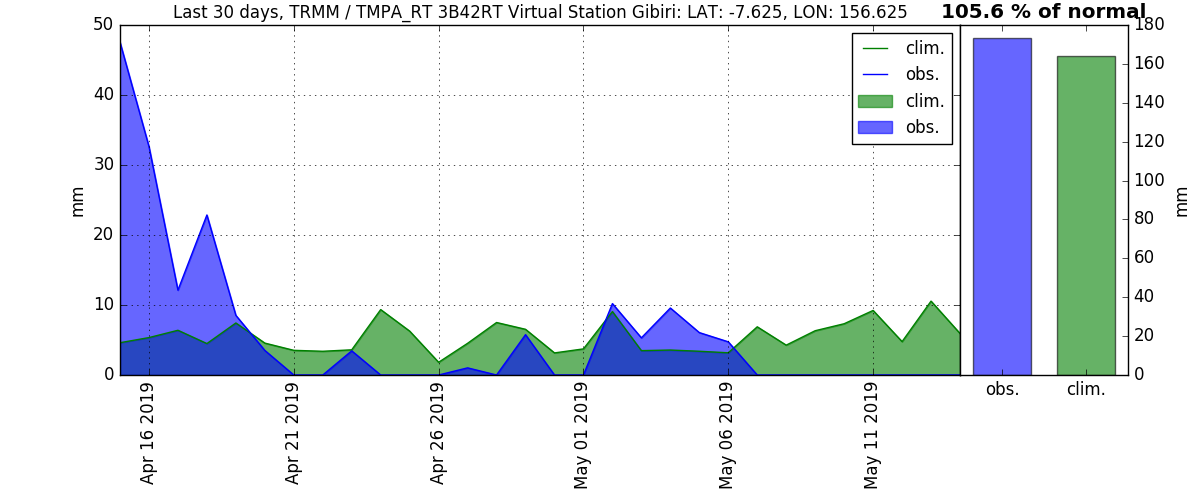 Last 30 days, TRMM / TMPA_RT 3B42RT Virtual Station Gibiri: LAT: -7.625, LON: 156.625
105.6 % of normal
50
40
30
20
10
0
mm
clim.
obs.
clim.
obs.
180
160
140
120
100
80
60
40
20
0
mm
obs.
clim.
Apr 16 2019
Apr 21 2019
Apr 26 2019
May 01 2019
May 06 2019
May 11 2019